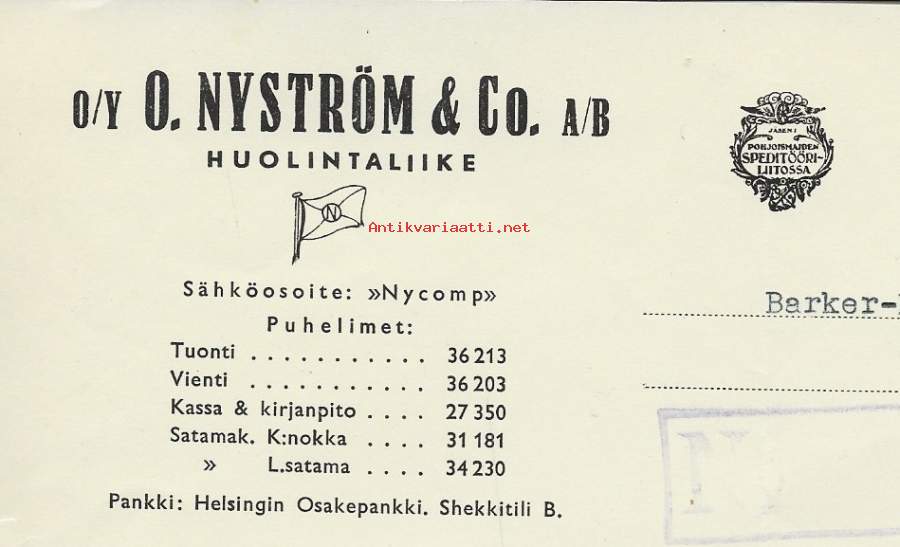 O/Y O. NYSTRÖM & Co. A/B
HUOLINTALIIKE
N
Antikvariaatti.net
Sähköosoite: »Nycomp»
Puhelimet:
Tuonti . . . . . . . . . . . 36 213
Vienti . . . . . . . . . . . 36 203
Kassa & kirjanpito . . . . 27 350
Satamak. K:nokka . . . . 31 181
» L.satama . . . . 34 230
Pankki: Helsingin Osakepankki. Shekkitili B.
JÄSENI
POHJOISMAIDEN
SPEDITÖÖRI-
LIITOSSA
Barker-